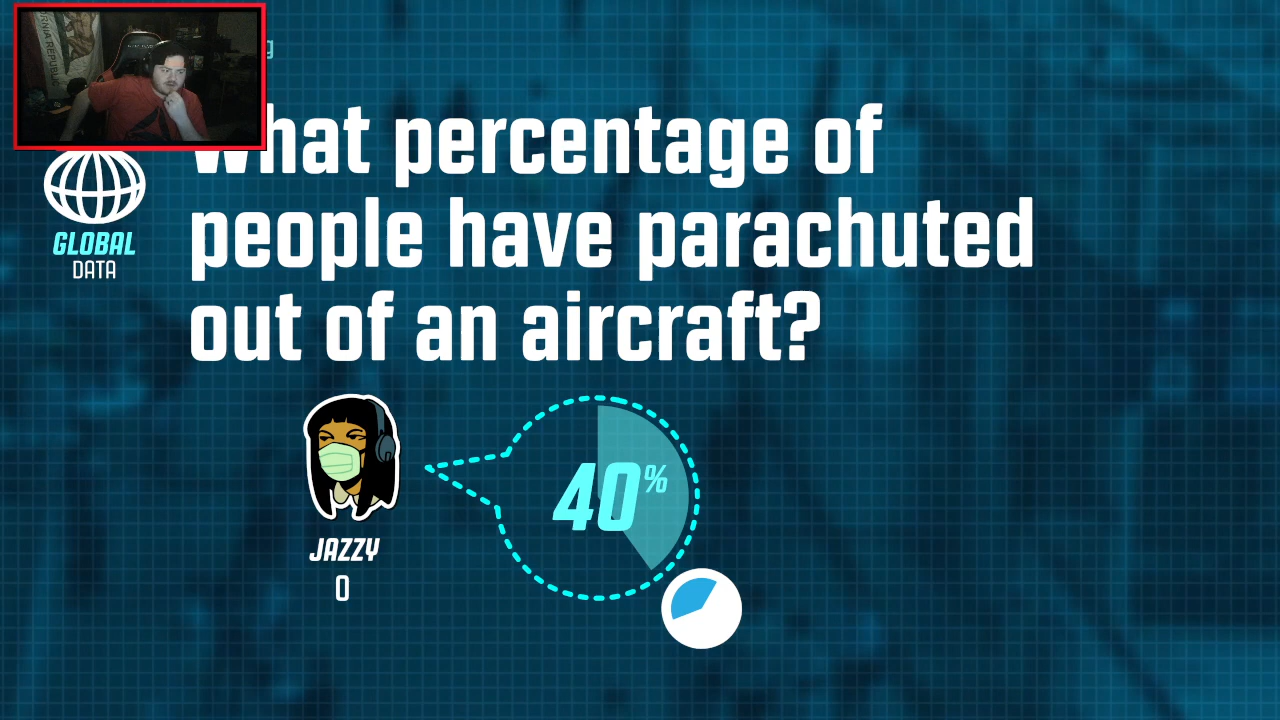 g
What percentage of
people have parachuted
out of an aircraft?
GLOBAL
DATA
40%
JAZZY
0